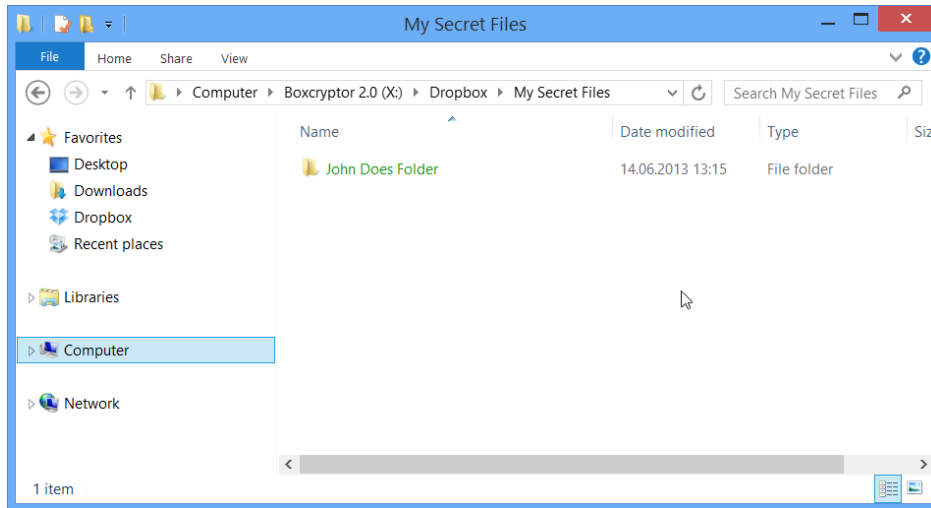 My Secret Files
File Home Share View
Computer Boxcryptor 2.0 (X:) Dropbox My Secret Files Search My Secret Files
Favorites
Desktop
Downloads
Dropbox
Recent places
Libraries
Computer
Network
Name Date modified Type Siz
John Does Folder 14.06.2013 13:15 File folder
1 item